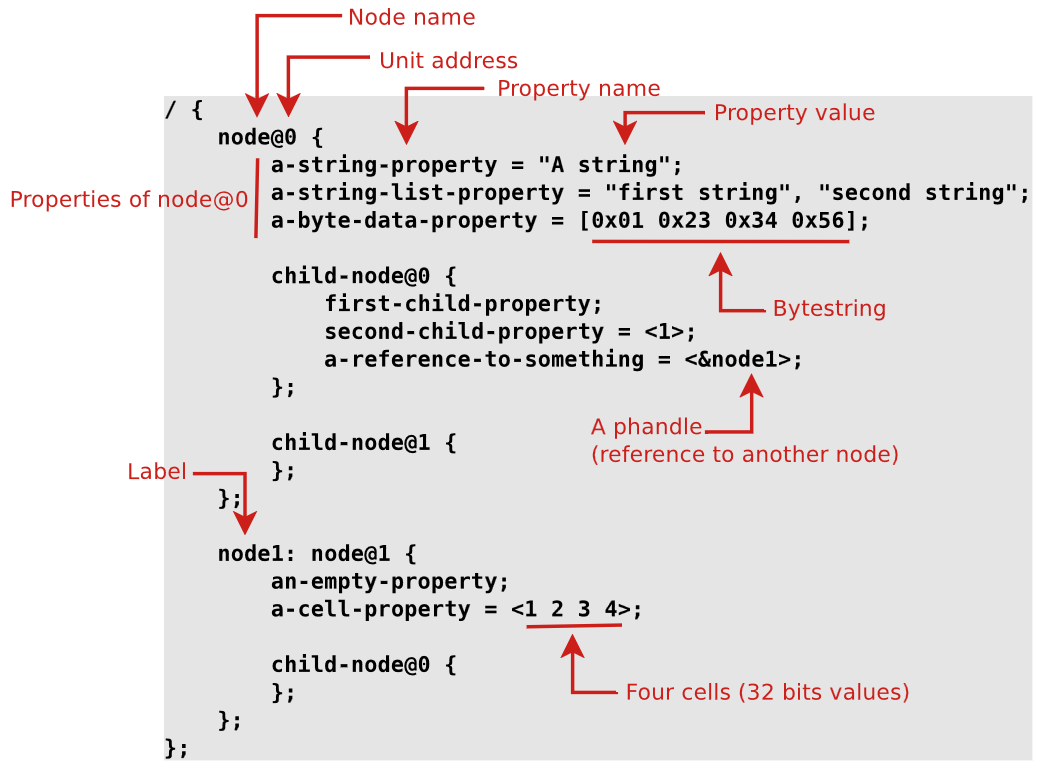 Node name
Unit address
Property name
/ {
Property value
node@0 {
a-string-property = "A string";
Properties of node@0
a-string-list-property = "first string", "second string";
a-byte-data-property = [0x01 0x23 0x34 0x56];
child-node@0 {
first-child-property;
Bytestring
second-child-property = <1>;
a-reference-to-something = <&node1>;
};
A phandle
(reference to another node)
child-node@1 {
Label
};
};
node1: node@1 {
an-empty-property;
a-cell-property = <1 2 3 4>;
child-node@0 {
Four cells (32 bits values)
};
};
};